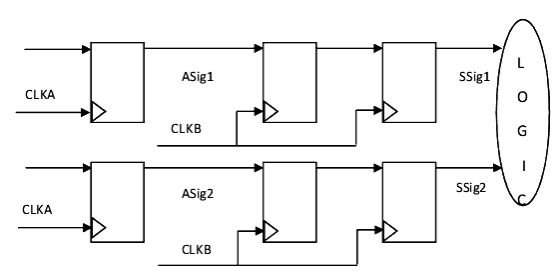 ASig1
SSig1
CLKA
CLKB
ASig2
SSig2
CLKA
CLKB
L
O
G
I
C